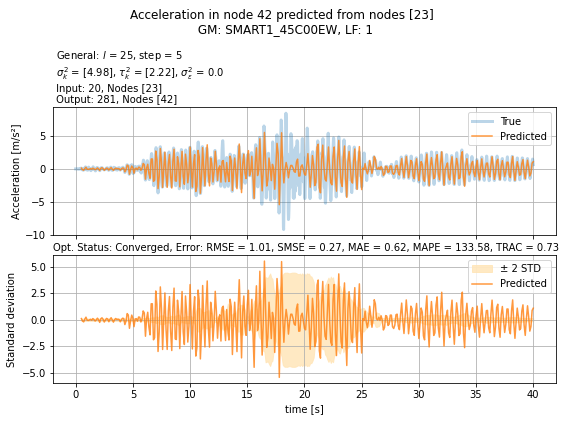 Acceleration in node 42 predicted from nodes [23]
GM: SMART1_45C00EW, LF: 1
General: l = 25, step = 5
σ²ₖ = [4.98], τ²ₖ = [2.22], σ²ε = 0.0
Input: 20, Nodes [23]
Output: 281, Nodes [42]
Acceleration [m/s²]
5
0
−5
−10
True
Predicted
Opt. Status: Converged, Error: RMSE = 1.01, SMSE = 0.27, MAE = 0.62, MAPE = 133.58, TRAC = 0.73
Standard deviation
5.0
2.5
0.0
−2.5
−5.0
± 2 STD
Predicted
0 5 10 15 20 25 30 35 40
time [s]